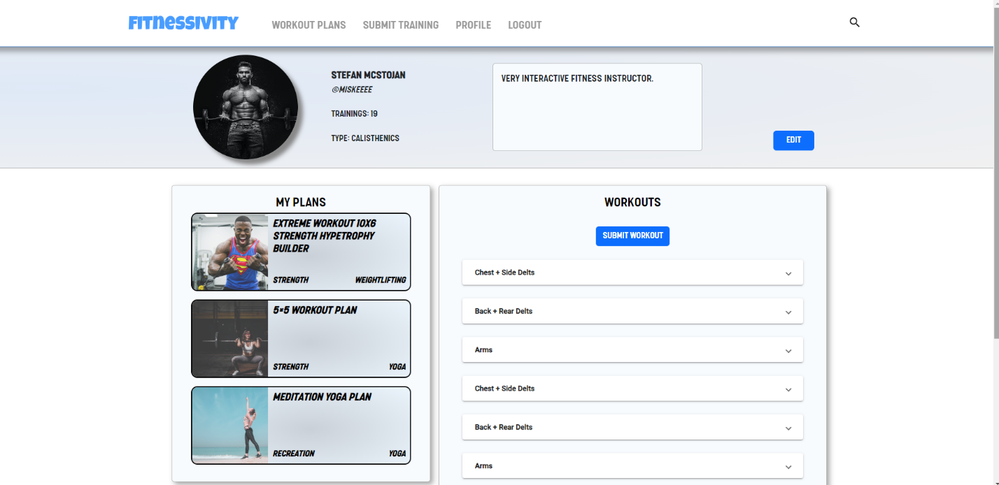 FITNESSIVITY
WORKOUT PLANS
SUBMIT TRAINING
PROFILE
LOGOUT
STEFAN MCSTOJAN
@MISKEEEE
TRAININGS: 19
TYPE: CALISTHENICS
VERY INTERACTIVE FITNESS INSTRUCTOR.
EDIT
MY PLANS
EXTREME WORKOUT 10X6
STRENGTH HYPETROPHY
BUILDER
STRENGTH WEIGHTLIFTING
5×5 WORKOUT PLAN
STRENGTH YOGA
MEDITATION YOGA PLAN
RECREATION YOGA
WORKOUTS
SUBMIT WORKOUT
Chest + Side Delts
Back + Rear Delts
Arms
Chest + Side Delts
Back + Rear Delts
Arms